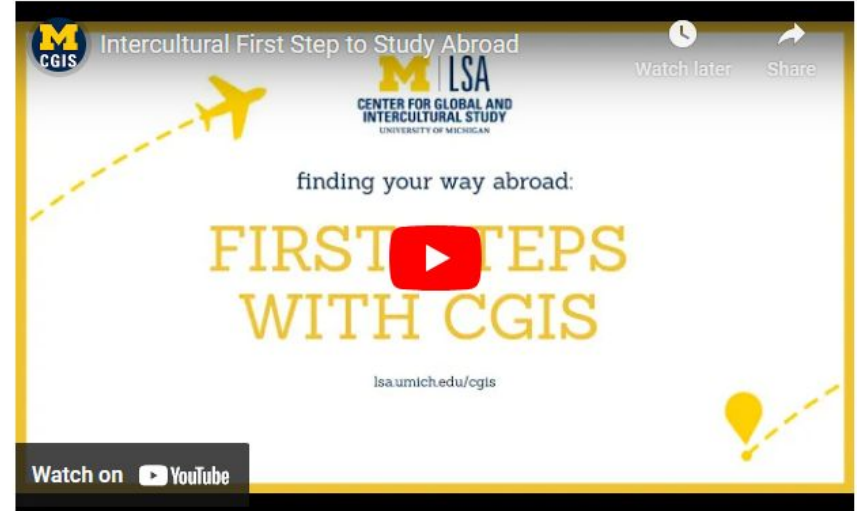 M
CGIS
Intercultural First Step to Study Abroad
Watch later
Share
M LSA
CENTER FOR GLOBAL AND
INTERCULTURAL STUDY
UNIVERSITY OF MICHIGAN
finding your way abroad:
FIRST STEPS
WITH CGIS
lsa.umich.edu/cgis
Watch on YouTube